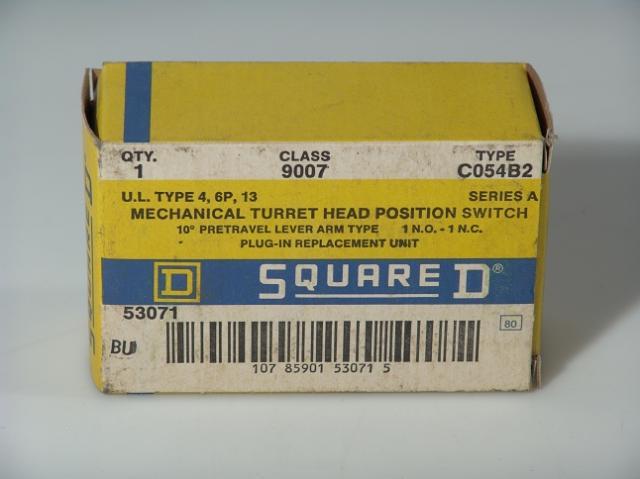 QTY. CLASS TYPE
1 9007 C054B2
U.L. TYPE 4, 6P, 13 SERIES A
MECHANICAL TURRET HEAD POSITION SWITCH
10° PRETRAVEL LEVER ARM TYPE 1 N.O. - 1 N.C.
PLUG-IN REPLACEMENT UNIT
D SQUARE D®
53071
80
BU
107 85901 53071 5